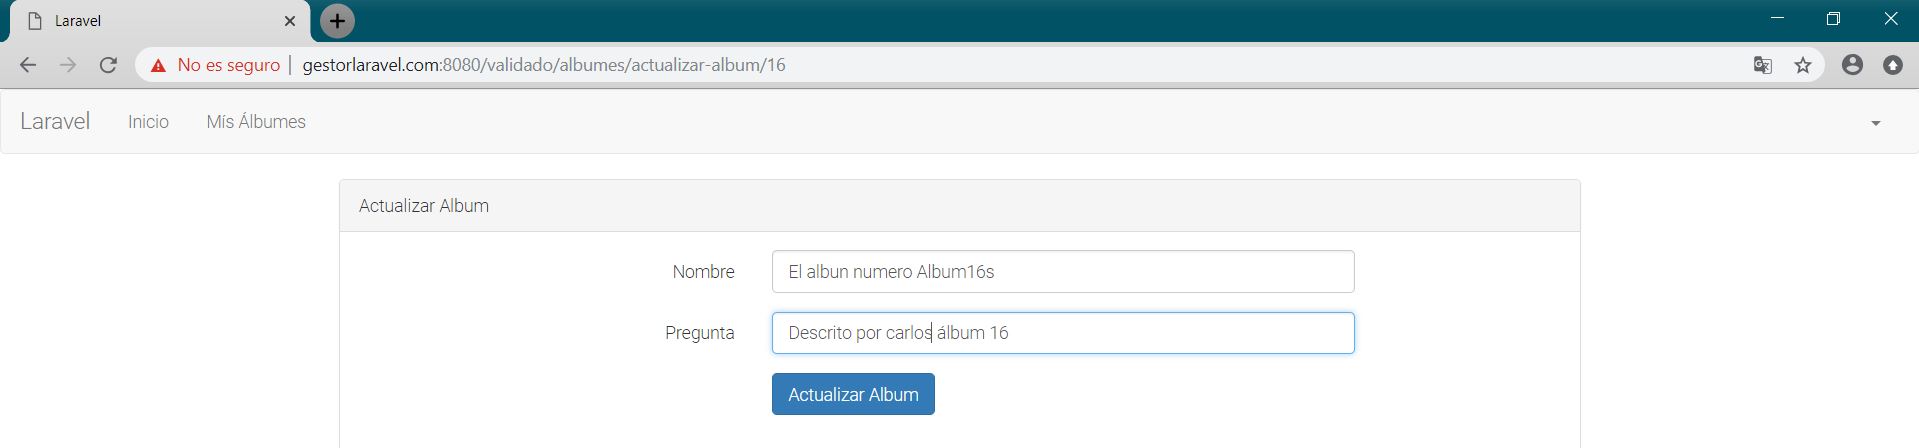 Laravel
No es seguro | gestorlaravel.com:8080/validado/albumes/actualizar-album/16
Laravel Inicio Mís Álbumes
Actualizar Album
Nombre El albun numero Album16s
Pregunta Descrito por carlos álbum 16
Actualizar Album